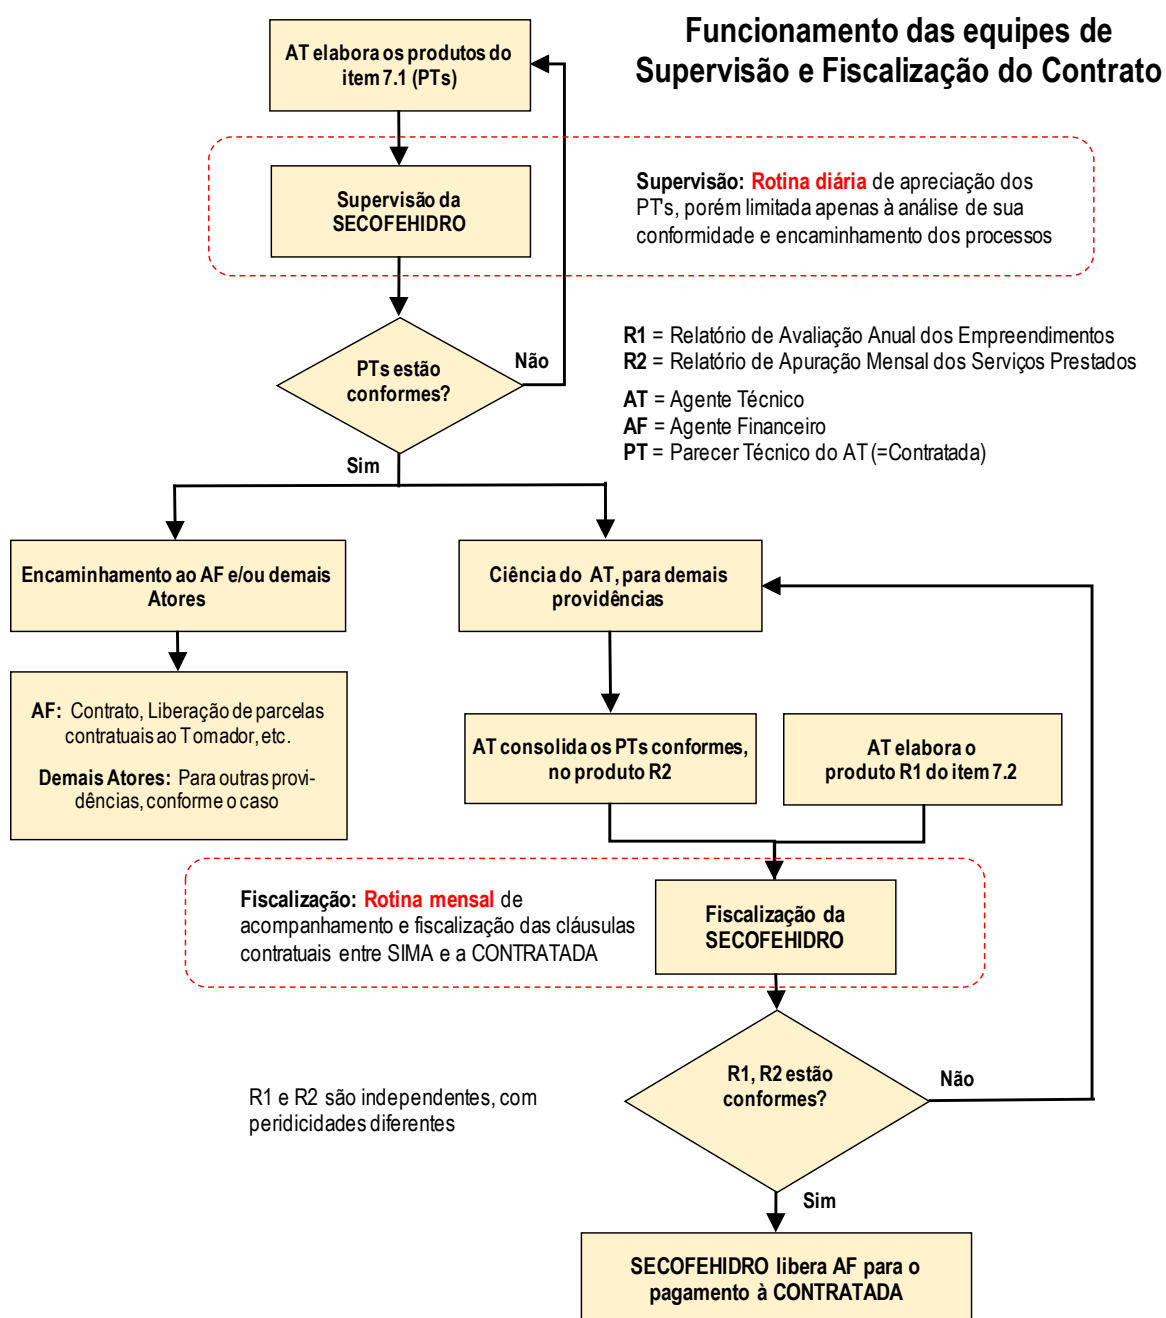 Funcionamento das equipes de
Supervisão e Fiscalização do Contrato
AT elabora os produtos do
item 7.1 (PTs)
Supervisão da
SECOFEHIDRO
Supervisão: Rotina diária de apreciação dos
PT's, porém limitada apenas à análise de sua
conformidade e encaminhamento dos processos
PTs estão
conformes?
Não
Sim
R1 = Relatório de Avaliação Anual dos Empreendimentos
R2 = Relatório de Apuração Mensal dos Serviços Prestados
AT = Agente Técnico
AF = Agente Financeiro
PT = Parecer Técnico do AT (=Contratada)
Encaminhamento ao AF e/ou demais
Atores
Ciência do AT, para demais
providências
AF: Contrato, Liberação de parcelas
contratuais ao Tomador, etc.
Demais Atores: Para outras provi-
dências, conforme o caso
AT consolida os PTs conformes,
no produto R2
AT elabora o
produto R1 do item 7.2
Fiscalização: Rotina mensal de
acompanhamento e fiscalização das cláusulas
contratuais entre SIMA e a CONTRATADA
Fiscalização da
SECOFEHIDRO
R1 e R2 são independentes, com
peridicidades diferentes
R1, R2 estão
conformes?
Não
Sim
SECOFEHIDRO libera AF para o
pagamento à CONTRATADA